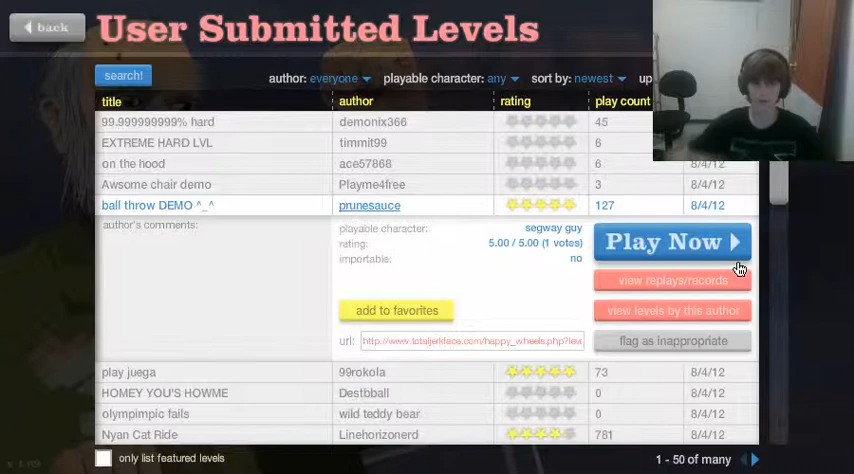 back
User Submitted Levels
search!
author: everyone playable character: any sort by: newest up
title author rating play count
99.999999999% hard demonix366 45
EXTREME HARD LVL timmit99 6
on the hood ace57868 6 8/4/12
Awsome chair demo Playme4free 3 8/4/12
ball throw DEMO ^_^ prunesauce 127 8/4/12
author's comments:
playable character: segway guy
rating: 5.00 / 5.00 (1 votes)
importable: no
Play Now
view replays/records
add to favorites
view levels by this author
url: http://www.totaljerkface.com/happy_wheels.php?lev
flag as inappropriate
play juega 99rokola 73 8/4/12
HOMEY YOU'S HOWME Destbball 0 8/4/12
olympimpic fails wild teddy bear 0 8/4/12
Nyan Cat Ride Linehorizonerd 781 8/4/12
only list featured levels
1 - 50 of many